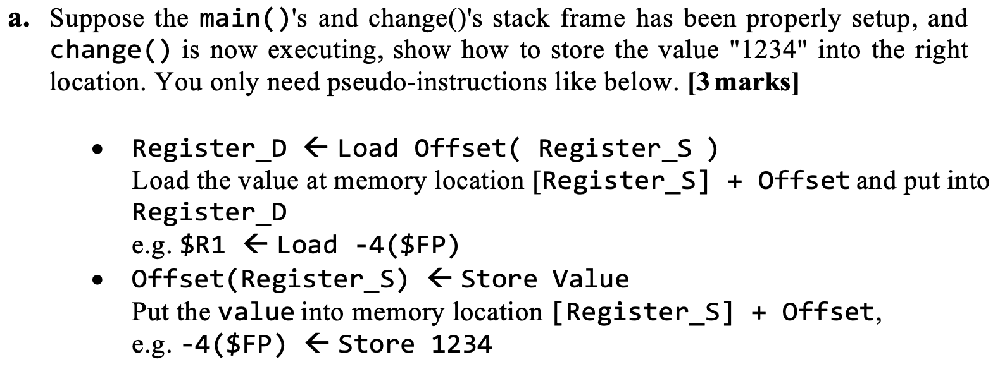 a. Suppose the main()'s and change()'s stack frame has been properly setup, and
change() is now executing, show how to store the value "1234" into the right
location. You only need pseudo-instructions like below. [3 marks]
• Register_D ← Load Offset( Register_S )
Load the value at memory location [Register_S] + Offset and put into
Register_D
e.g. $R1 ← Load -4($FP)
• Offset(Register_S) ← Store Value
Put the value into memory location [Register_S] + Offset,
e.g. -4($FP) ← Store 1234